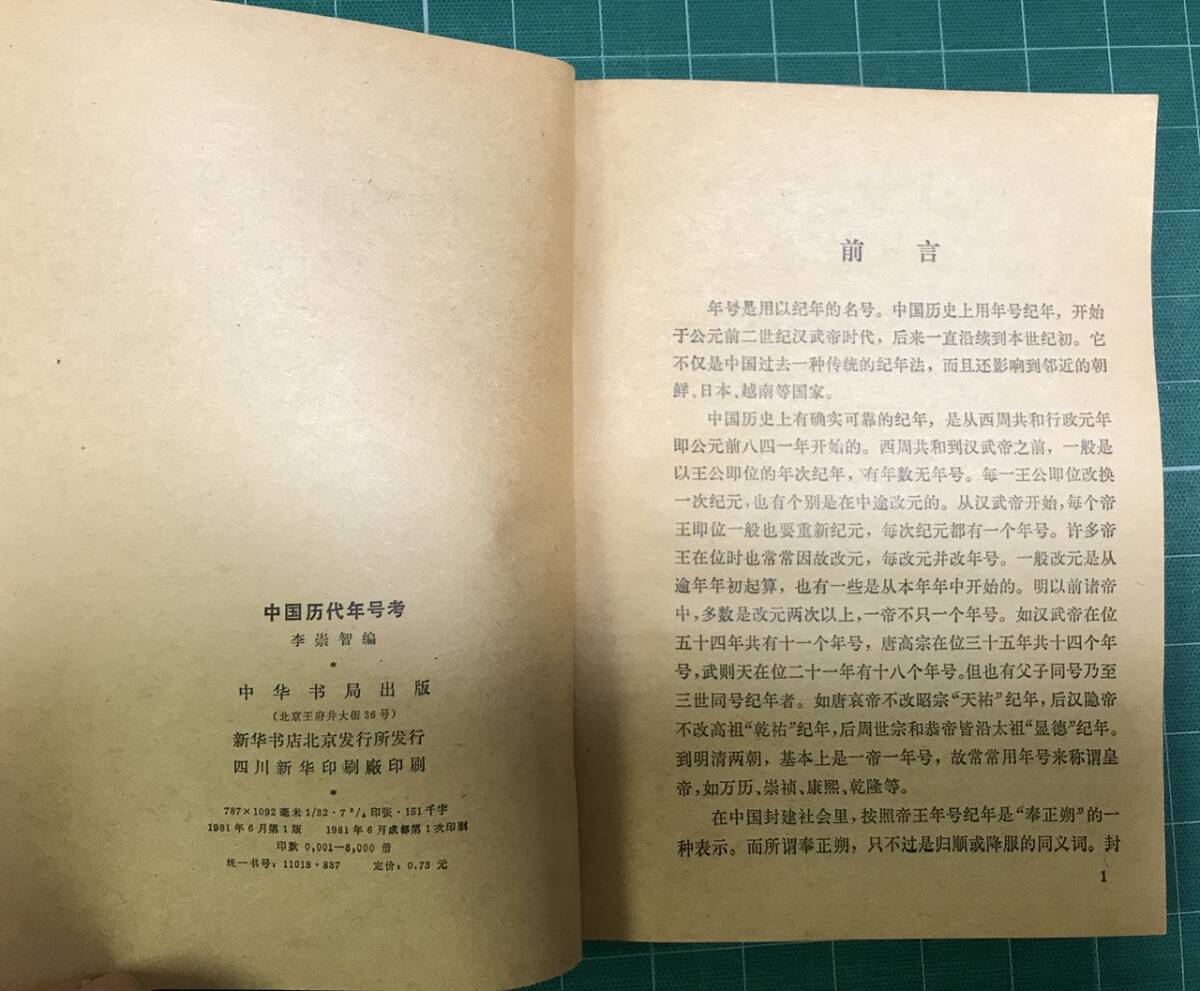 中国历代年号考
李崇智编
*
中华书局出版
(北京王府井大街36号)
新华书店北京发行所发行
四川新华印刷厰印刷
*
787×1092毫米 1/32·7 3/4 印张·151千字
1981年6月第1版 1981年6月成都第1次印刷
印数 0,001—8,000 册
统一书号:11018·887 定价:0.73 元
前 言
年号是用以纪年的名号。中国历史上用年号纪年,开始
于公元前二世纪汉武帝时代,后来一直沿续到本世纪初。它
不仅是中国过去一种传统的纪年法,而且还影响到邻近的朝
鲜、日本、越南等国家。
中国历史上有确实可靠的纪年,是从西周共和行政元年
即公元前八四一年开始的。西周共和到汉武帝之前,一般是
以王公即位的年次纪年,有年数无年号。每一王公即位改换
一次纪元,也有个别是在中途改元的。从汉武帝开始,每个帝
王即位一般也要重新纪元,每次纪元都有一个年号。许多帝
王在位时也常常因故改元,每改元并改年号。一般改元是从
逾年年初起算,也有一些是从本年年中开始的。明以前诸帝
中,多数是改元两次以上,一帝不只一个年号。如汉武帝在位
五十四年共有十一个年号,唐高宗在位三十五年共十四个年
号,武则天在位二十一年有十八个年号。但也有父子同号乃至
三世同号纪年者。如唐哀帝不改昭宗“天祐”纪年,后汉隐帝
不改高祖“乾祐”纪年,后周世宗和恭帝皆沿太祖“显德”纪年。
到明清两朝,基本上是一帝一年号,故常常用年号来称谓皇
帝,如万历、崇祯、康熙、乾隆等。
在中国封建社会里,按照帝王年号纪年是“奉正朔”的一
种表示。而所谓奉正朔,只不过是归顺或降服的同义词。封
1